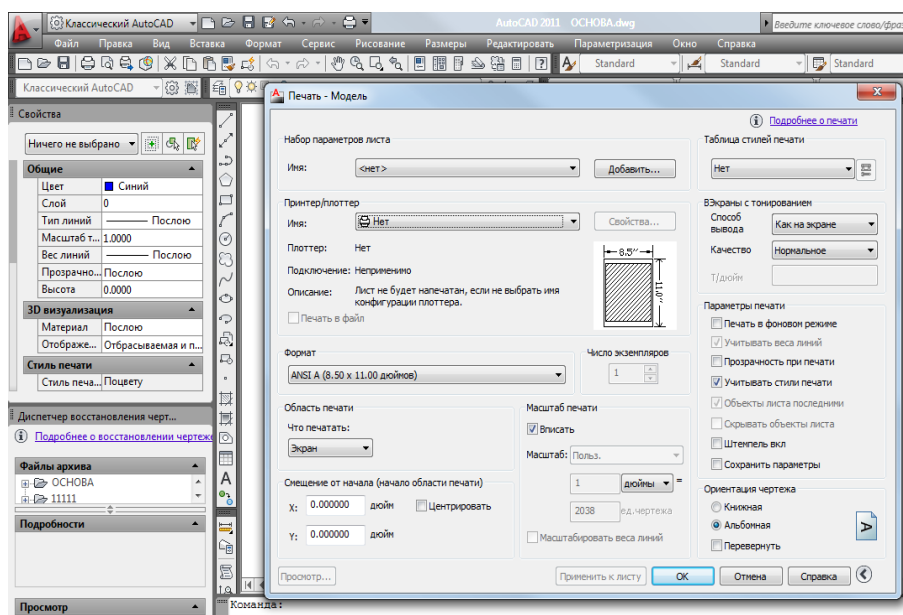 Классический AutoCAD
AutoCAD 2011 ОСНОВА.dwg
Введите ключевое слово/фраз
Файл Правка Вид Вставка Формат Сервис Рисование Размеры Редактировать Параметризация Окно Справка
Standard Standard Standard
Классический AutoCAD
Свойства
Ничего не выбрано
Общие
Цвет Синий
Слой 0
Тип линий Послою
Масштаб т... 1.0000
Вес линий Послою
Прозрачно... Послою
Высота 0.0000
3D визуализация
Материал Послою
Отображе... Отбрасываемая и п...
Стиль печати
Стиль печа... Поцвету
Диспетчер восстановления черт...
Подробнее о восстановлении чертеже
Файлы архива
ОСНОВА
11111
Подробности
Просмотр
Печать - Модель
Подробнее о печати
Набор параметров листа
Имя: <нет> Добавить...
Принтер/плоттер
Имя: Нет Свойства...
Плоттер: Нет
Подключение: Неприменимо
Описание: Лист не будет напечатан, если не выбрать имя
конфигурации плоттера.
Печать в файл
8.5''
11.0''
Формат
ANSI A (8.50 x 11.00 дюймов)
Число экземпляров
1
Область печати
Что печатать:
Экран
Смещение от начала (начало области печати)
X: 0.000000 дюйм Центрировать
Y: 0.000000 дюйм
Масштаб печати
Вписать
Масштаб: Польз.
1 дюймы =
2038 ед.чертежа
Масштабировать веса линий
Таблица стилей печати
Нет
ВЭкраны с тонированием
Способ
вывода Как на экране
Качество Нормальное
Т/дюйм
Параметры печати
Печать в фоновом режиме
Учитывать веса линий
Прозрачность при печати
Учитывать стили печати
Объекты листа последними
Скрывать объекты листа
Штемпель вкл
Сохранить параметры
Ориентация чертежа
Книжная
Альбомная
Перевернуть
A
Просмотр... Применить к листу ОК Отмена Справка
A
Команда: